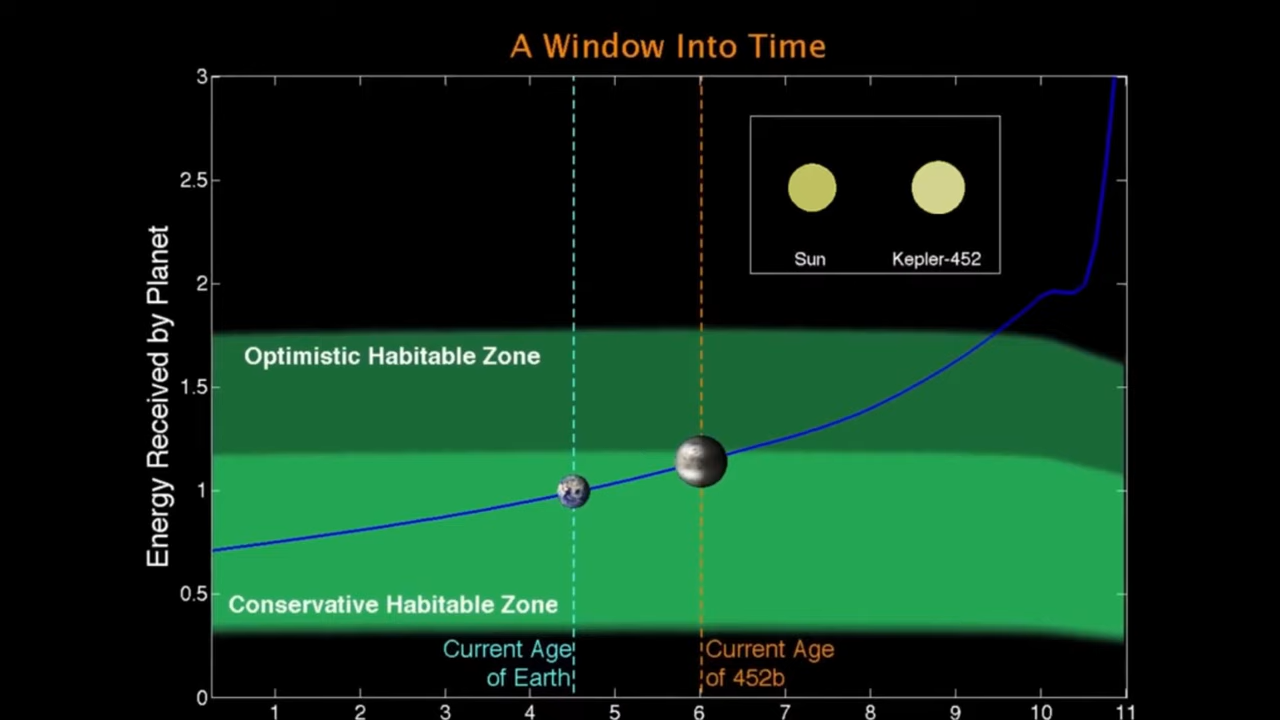 A Window Into Time
3
2.5
2
1.5
1
0.5
0
Energy Received by Planet
Sun
Kepler-452
Optimistic Habitable Zone
Conservative Habitable Zone
Current Age
of Earth
Current Age
of 452b
1 2 3 4 5 6 7 8 9 10 11